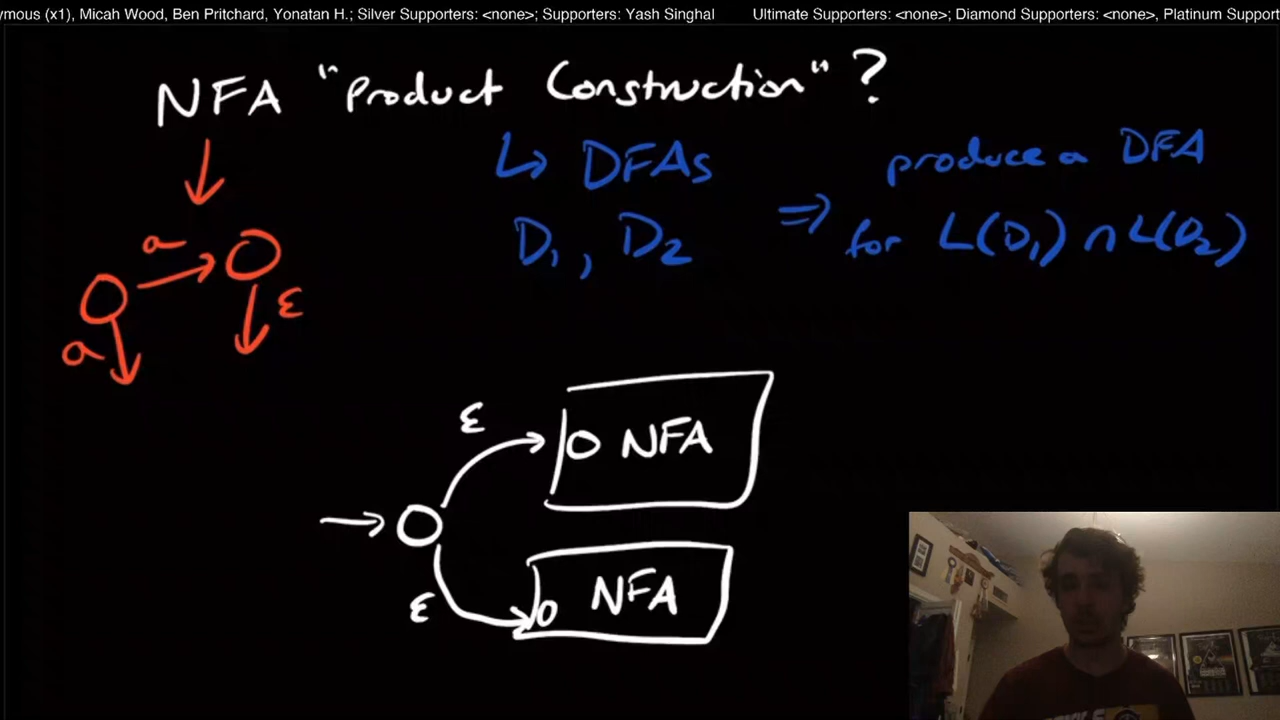 ymous (x1), Micah Wood, Ben Pritchard, Yonatan H.; Silver Supporters: <none>; Supporters: Yash Singhal Ultimate Supporters: <none>; Diamond Supporters: <none>, Platinum Support
NFA "Product Construction"?
↳ DFAs
produce a DFA
D₁, D₂ ⇒ for L(D₁) ∩ L(D₂)
a
ε
a
ε
NFA
ε
NFA